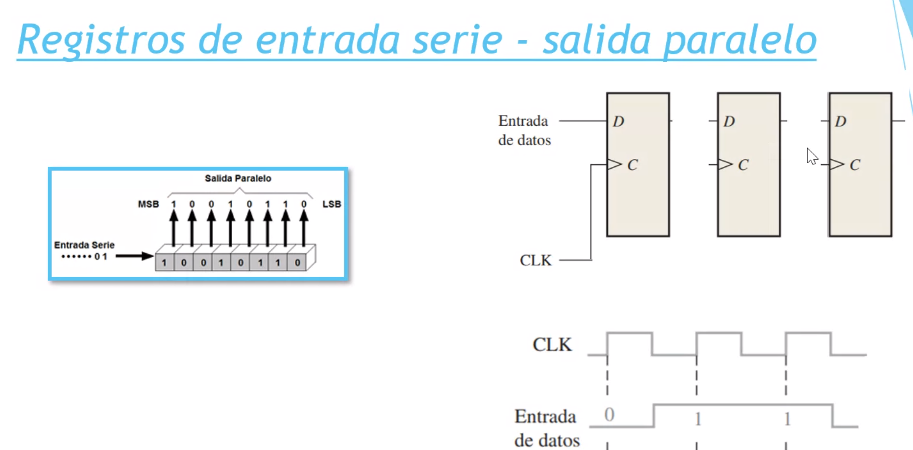 Registros de entrada serie - salida paralelo
Salida Paralelo
MSB 1 0 0 1 0 1 1 0 LSB
Entrada Serie
...... 0 1
1 0 0 1 0 1 1 0
Entrada
de datos
D
C
D
C
D
C
CLK
CLK
Entrada
de datos
0 1 1